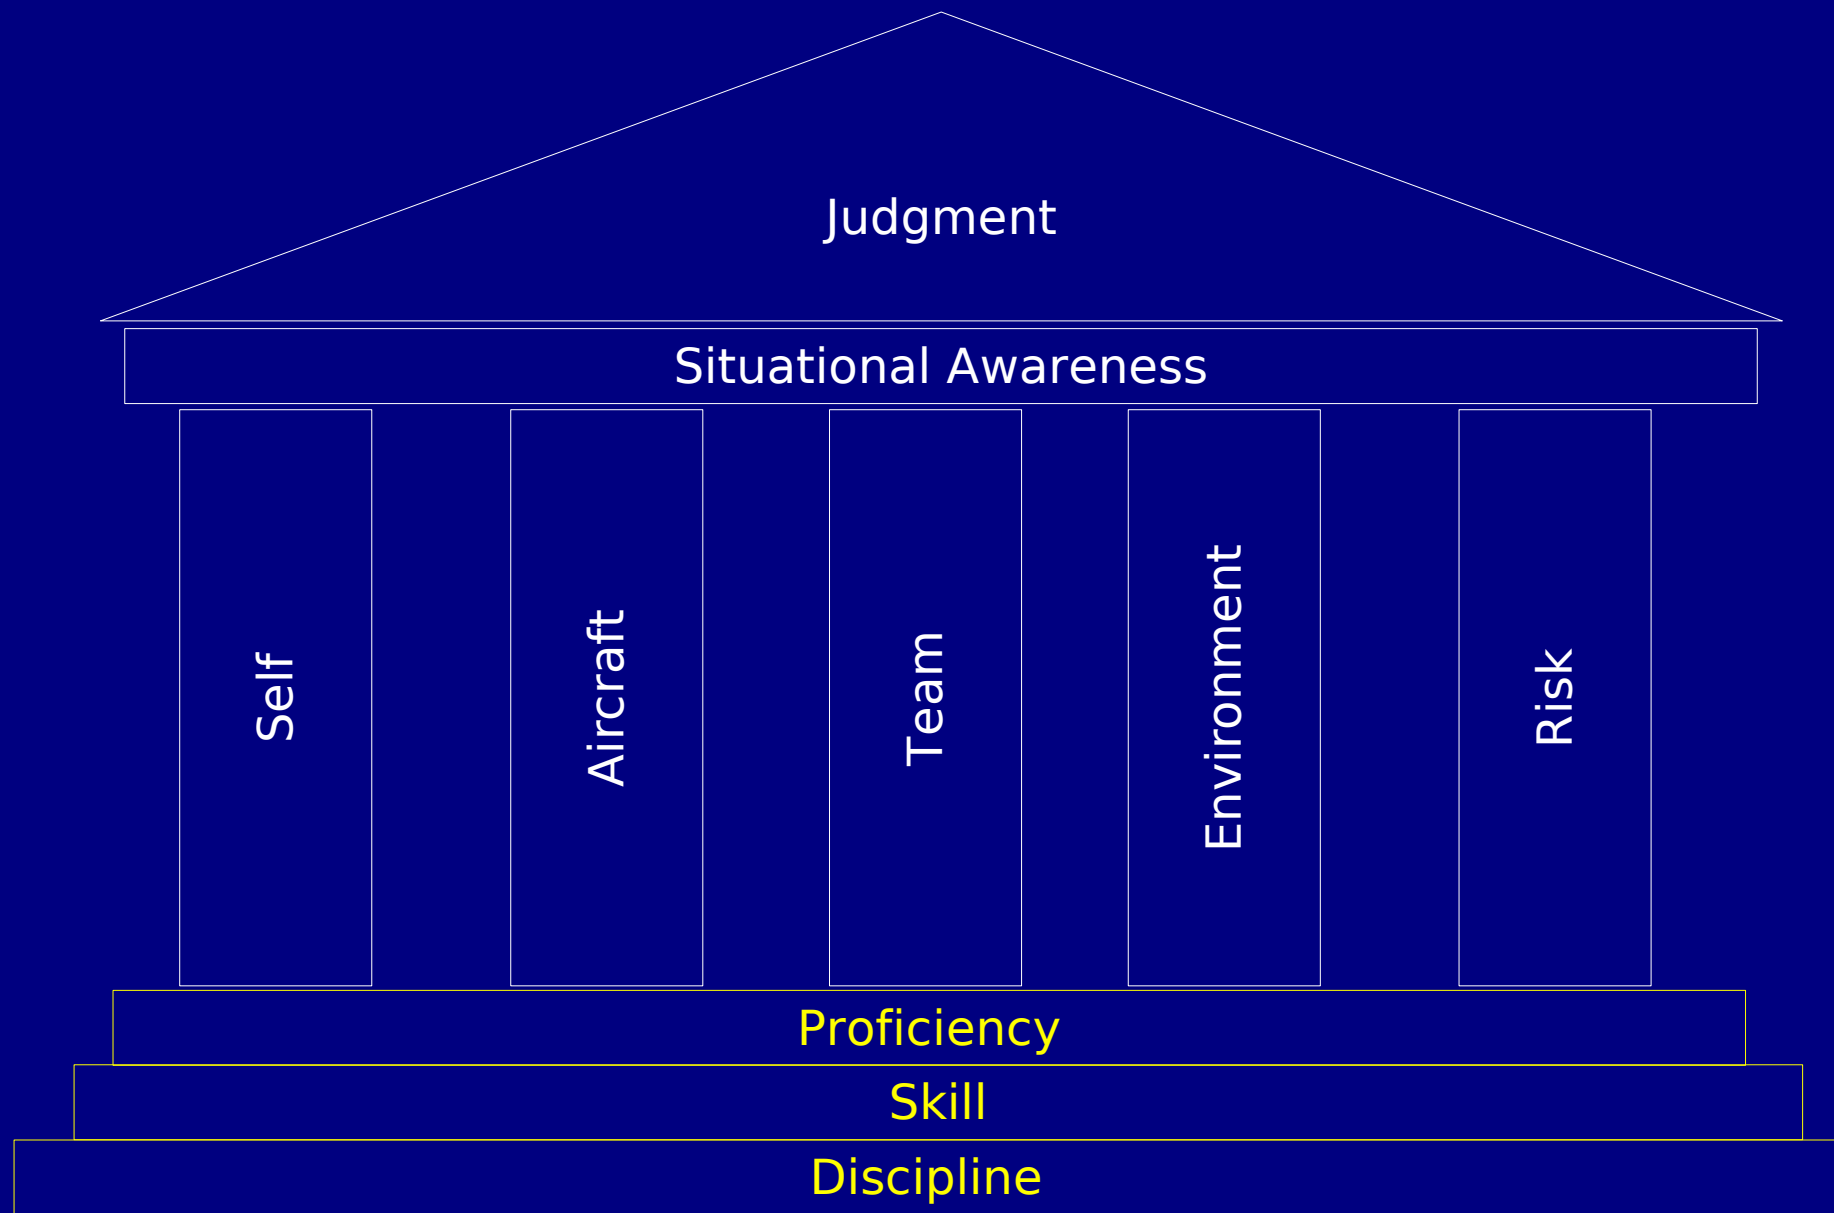 Judgment
Situational Awareness
Self
Aircraft
Team
Environment
Risk
Proficiency
Skill
Discipline